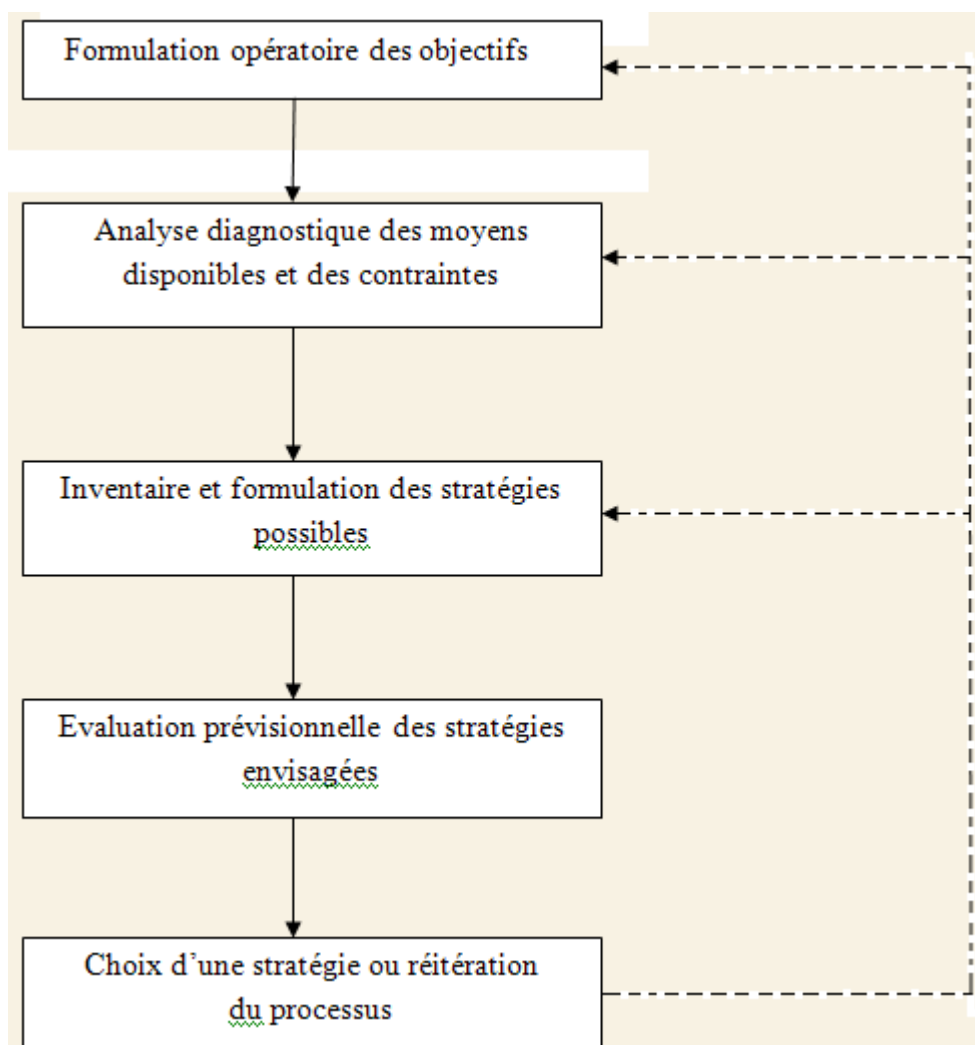 Formulation opératoire des objectifs
Analyse diagnostique des moyens
disponibles et des contraintes
Inventaire et formulation des stratégies
possibles
Evaluation prévisionnelle des stratégies
envisagées
Choix d’une stratégie ou réitération
du processus